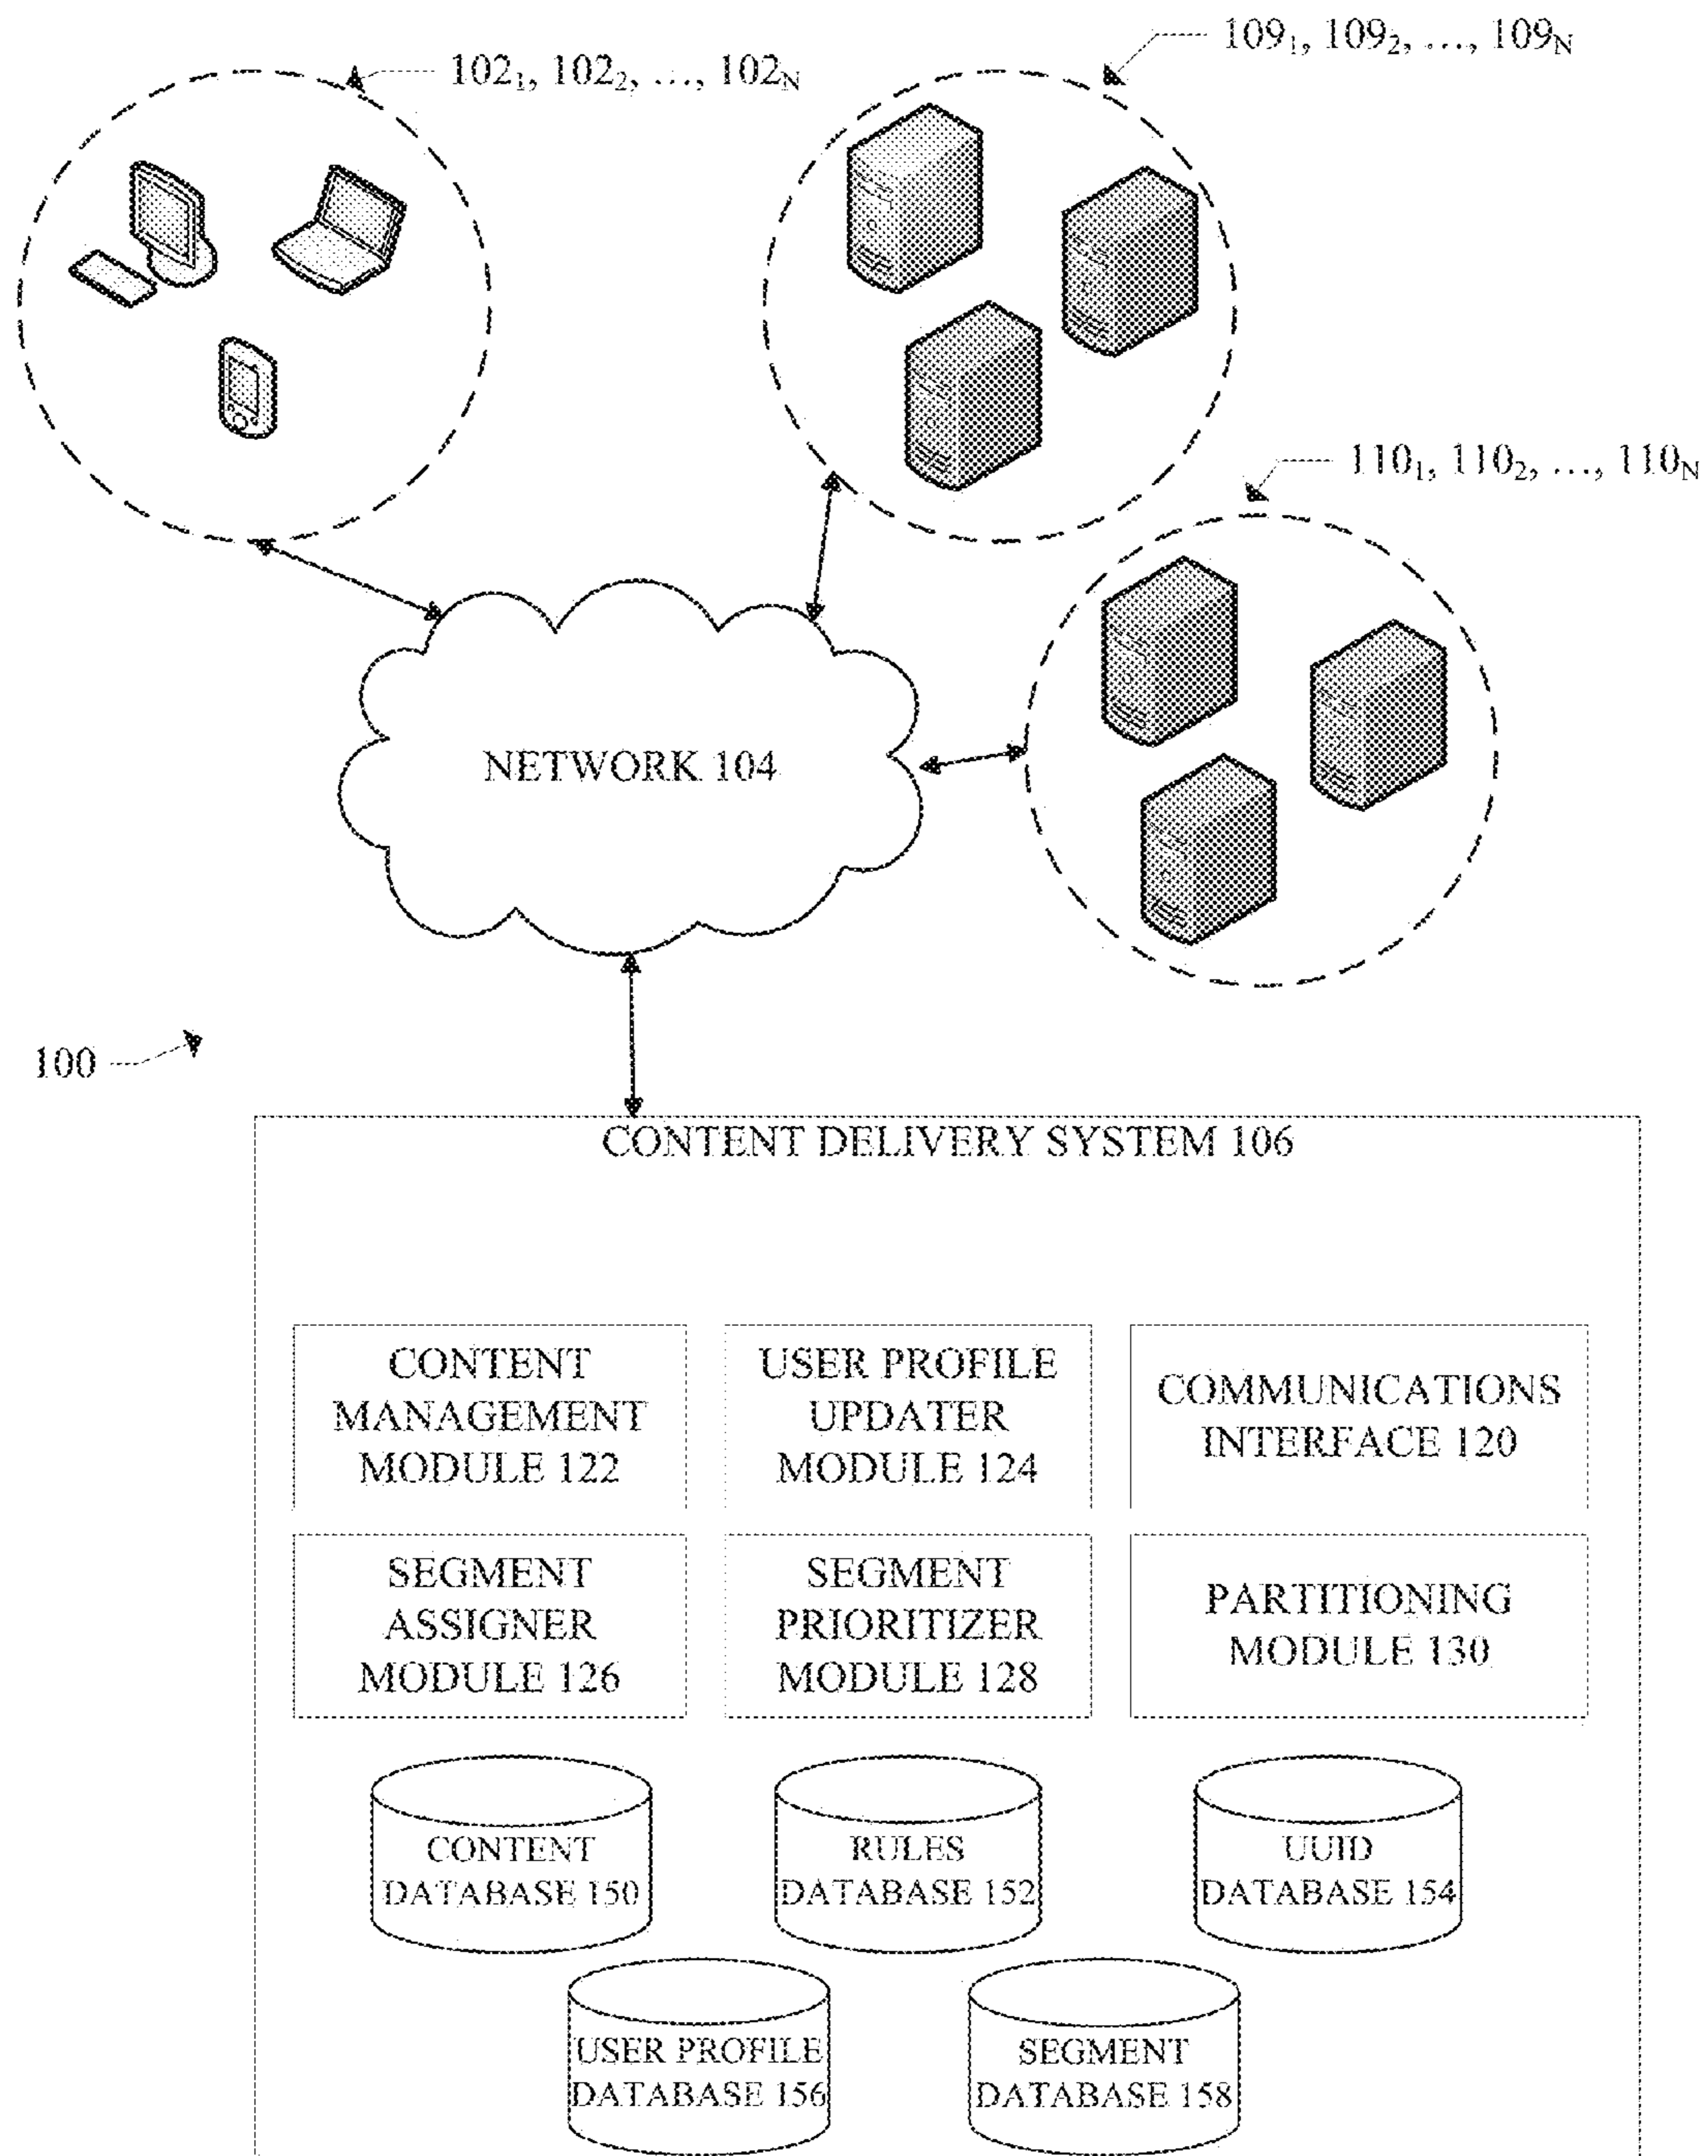 109₁, 109₂, …, 109N
102₁, 102₂, …, 102N
110₁, 110₂, …, 110N
NETWORK 104
100
CONTENT DELIVERY SYSTEM 106
CONTENT
MANAGEMENT
MODULE 122
USER PROFILE
UPDATER
MODULE 124
COMMUNICATIONS
INTERFACE 120
SEGMENT
ASSIGNER
MODULE 126
SEGMENT
PRIORITIZER
MODULE 128
PARTITIONING
MODULE 130
CONTENT
DATABASE 150
RULES
DATABASE 152
UUID
DATABASE 154
USER PROFILE
DATABASE 156
SEGMENT
DATABASE 158